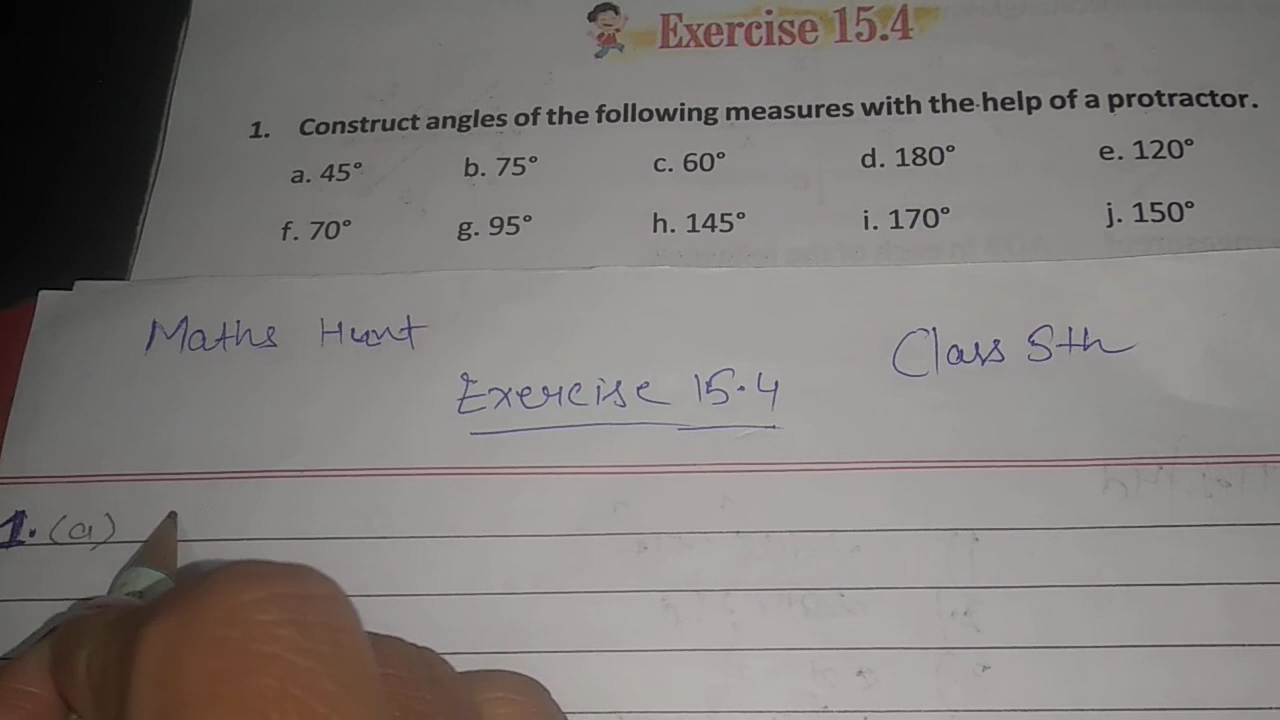 Exercise 15.4
1. Construct angles of the following measures with the help of a protractor.
a. 45° b. 75° c. 60° d. 180° e. 120°
f. 70° g. 95° h. 145° i. 170° j. 150°
Maths Hunt
Class 5th
Exercise 15.4
1. (a)